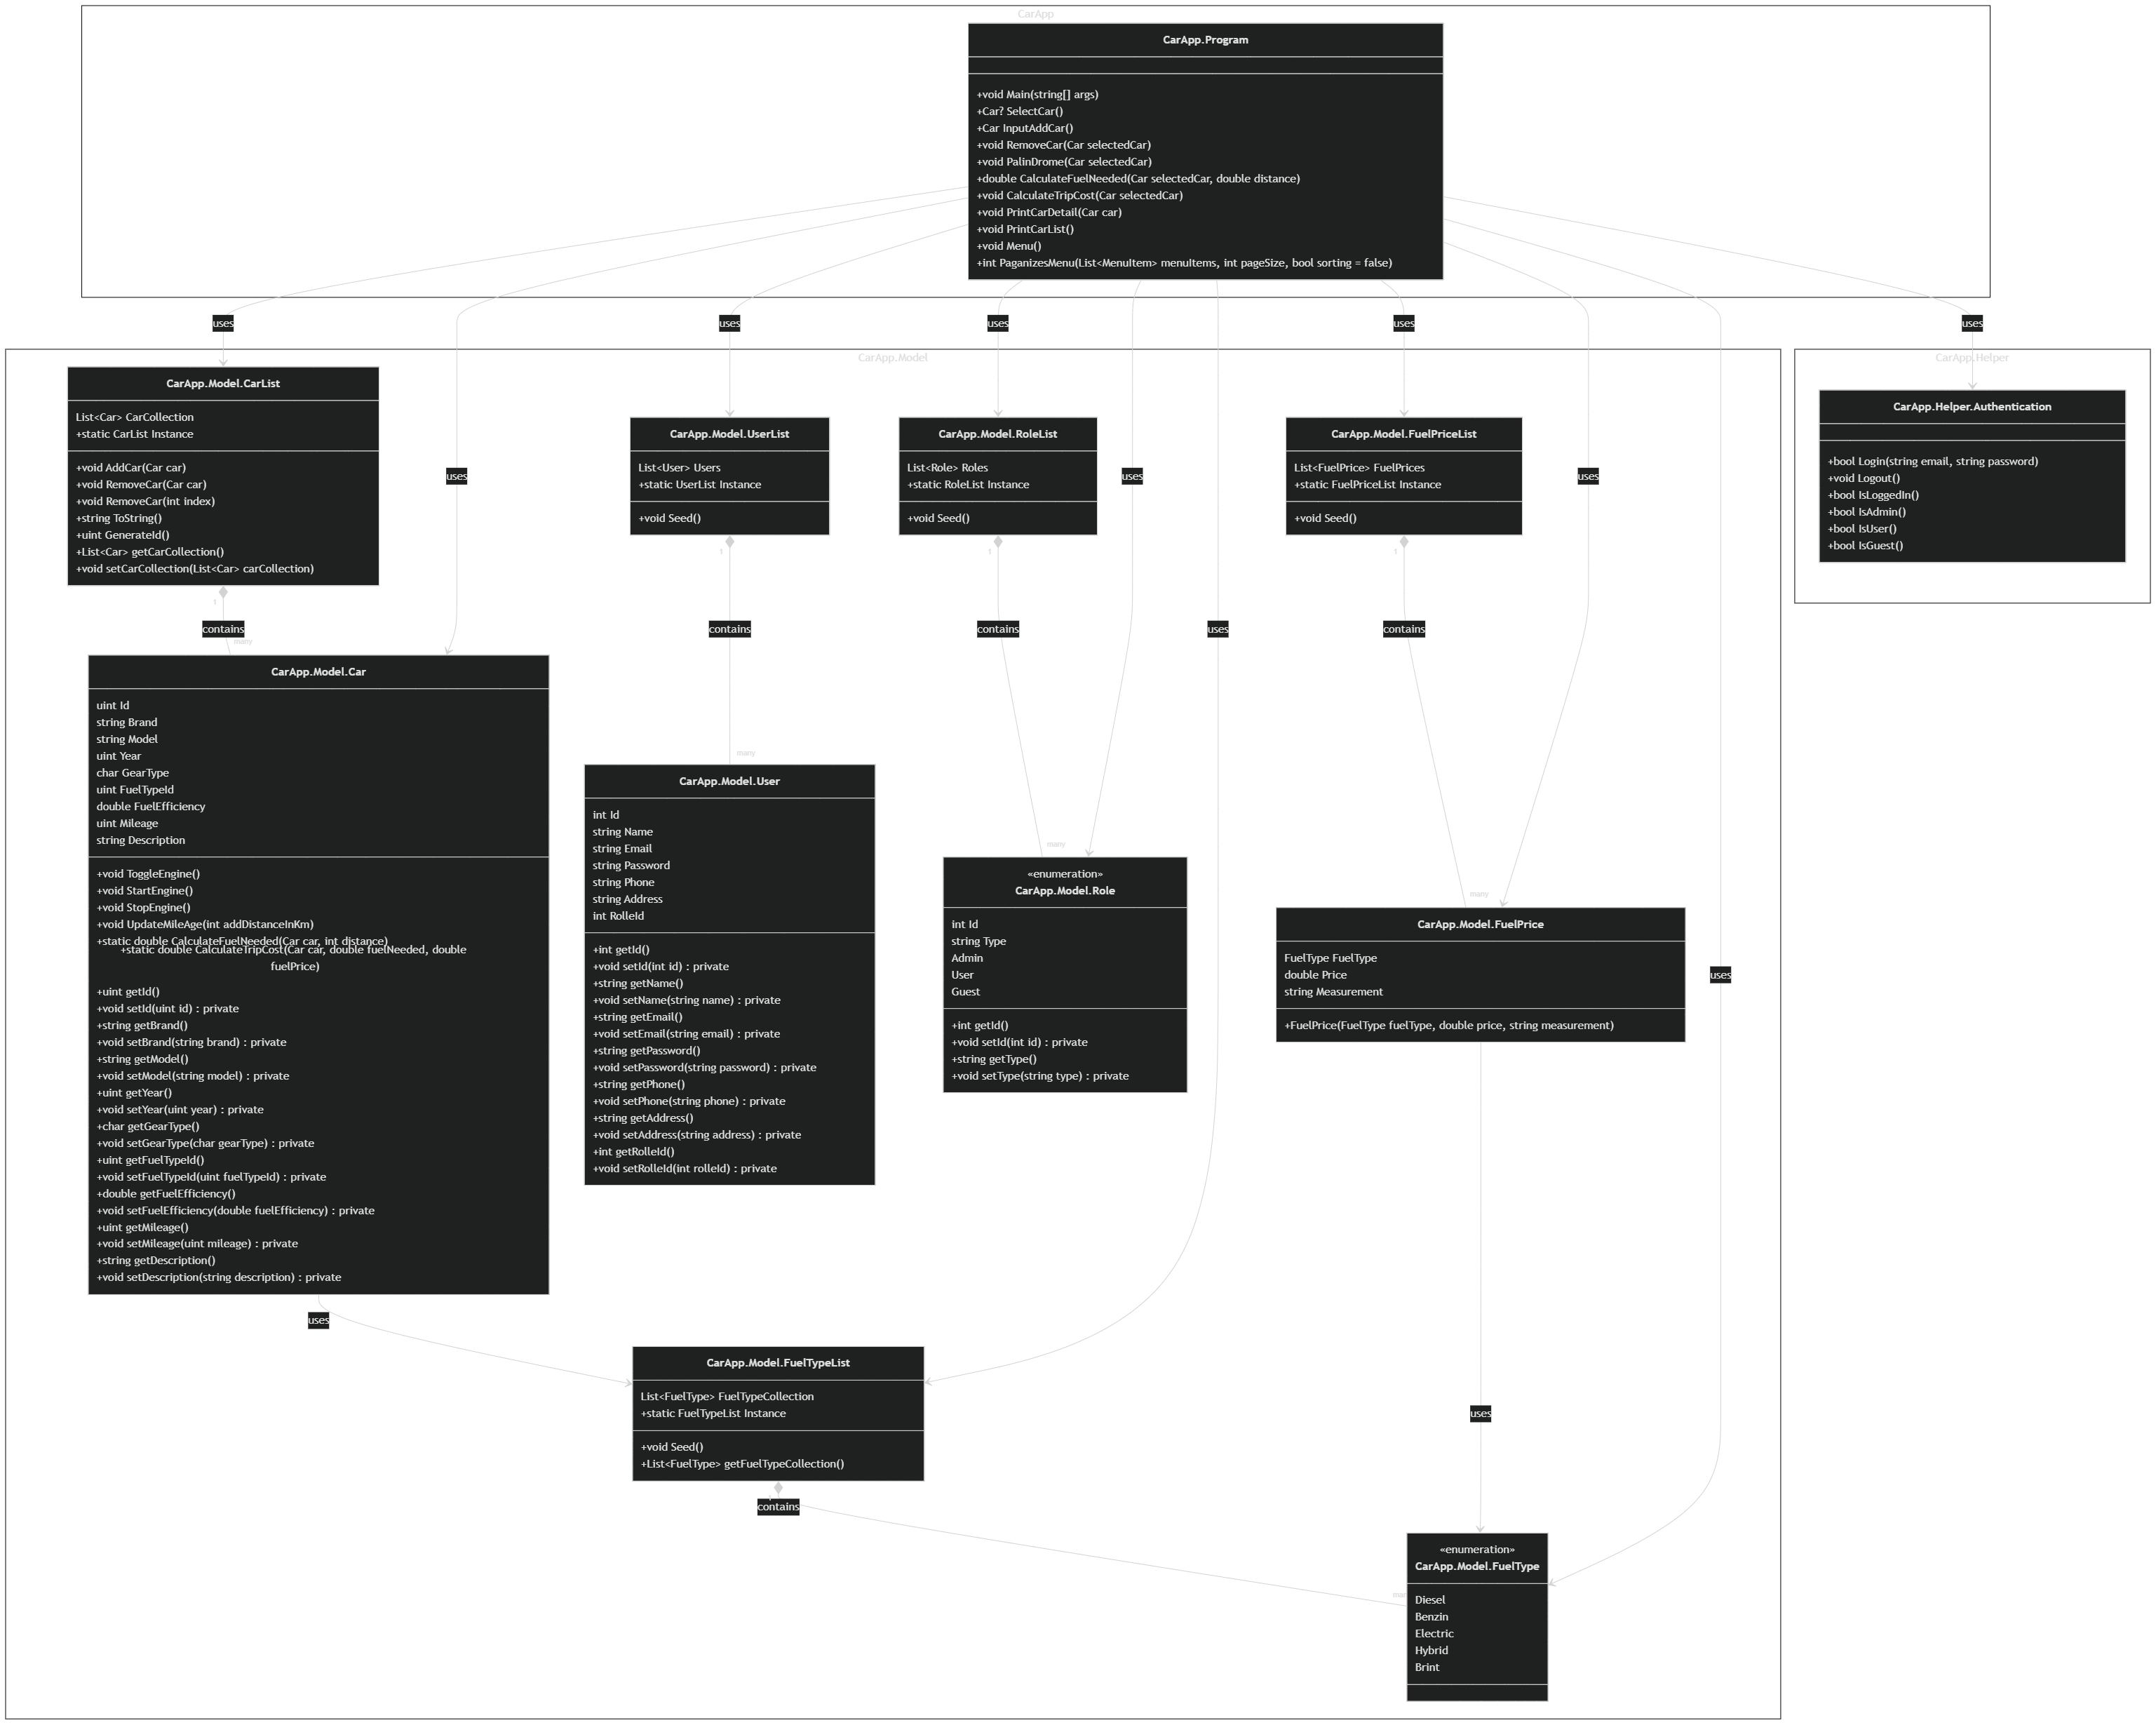 CarApp
CarApp.Program
+void Main(string[] args)
+Car? SelectCar()
+Car InputAddCar()
+void RemoveCar(Car selectedCar)
+void PalinDrome(Car selectedCar)
+double CalculateFuelNeeded(Car selectedCar, double distance)
+void CalculateTripCost(Car selectedCar)
+void PrintCarDetail(Car car)
+void PrintCarList()
+void Menu()
+int PaganizesMenu(List<MenuItem> menuItems, int pageSize, bool sorting = false)
uses
uses
uses
uses
uses
CarApp.Model
CarApp.Helper
CarApp.Model.CarList
List<Car> CarCollection
+static CarList Instance
+void AddCar(Car car)
+void RemoveCar(Car car)
+void RemoveCar(int index)
+string ToString()
+uint GenerateId()
+List<Car> getCarCollection()
+void setCarCollection(List<Car> carCollection)
uses
CarApp.Model.UserList
List<User> Users
+static UserList Instance
+void Seed()
CarApp.Model.RoleList
List<Role> Roles
+static RoleList Instance
+void Seed()
uses
CarApp.Model.FuelPriceList
List<FuelPrice> FuelPrices
+static FuelPriceList Instance
+void Seed()
uses
CarApp.Helper.Authentication
+bool Login(string email, string password)
+void Logout()
+bool IsLoggedIn()
+bool IsAdmin()
+bool IsUser()
+bool IsGuest()
1
1
1
1
contains
contains
contains
uses
contains
many
CarApp.Model.Car
uint Id
string Brand
string Model
uint Year
char GearType
uint FuelTypeId
double FuelEfficiency
uint Mileage
string Description
+void ToggleEngine()
+void StartEngine()
+void StopEngine()
+void UpdateMileAge(int addDistanceInKm)
+static double CalculateFuelNeeded(Car car, int distance)
+static double CalculateTripCost(Car car, double fuelNeeded, double
fuelPrice)
+uint getId()
+void setId(uint id) : private
+string getBrand()
+void setBrand(string brand) : private
+string getModel()
+void setModel(string model) : private
+uint getYear()
+void setYear(uint year) : private
+char getGearType()
+void setGearType(char gearType) : private
+uint getFuelTypeId()
+void setFuelTypeId(uint fuelTypeId) : private
+double getFuelEfficiency()
+void setFuelEfficiency(double fuelEfficiency) : private
+uint getMileage()
+void setMileage(uint mileage) : private
+string getDescription()
+void setDescription(string description) : private
many
CarApp.Model.User
int Id
string Name
string Email
string Password
string Phone
string Address
int RolleId
+int getId()
+void setId(int id) : private
+string getName()
+void setName(string name) : private
+string getEmail()
+void setEmail(string email) : private
+string getPassword()
+void setPassword(string password) : private
+string getPhone()
+void setPhone(string phone) : private
+string getAddress()
+void setAddress(string address) : private
+int getRolleId()
+void setRolleId(int rolleId) : private
many
«enumeration»
CarApp.Model.Role
int Id
string Type
Admin
User
Guest
+int getId()
+void setId(int id) : private
+string getType()
+void setType(string type) : private
many
CarApp.Model.FuelPrice
FuelType FuelType
double Price
string Measurement
+FuelPrice(FuelType fuelType, double price, string measurement)
uses
uses
CarApp.Model.FuelTypeList
List<FuelType> FuelTypeCollection
+static FuelTypeList Instance
+void Seed()
+List<FuelType> getFuelTypeCollection()
uses
contains
«enumeration»
CarApp.Model.FuelType
Diesel
Benzin
Electric
Hybrid
Brint